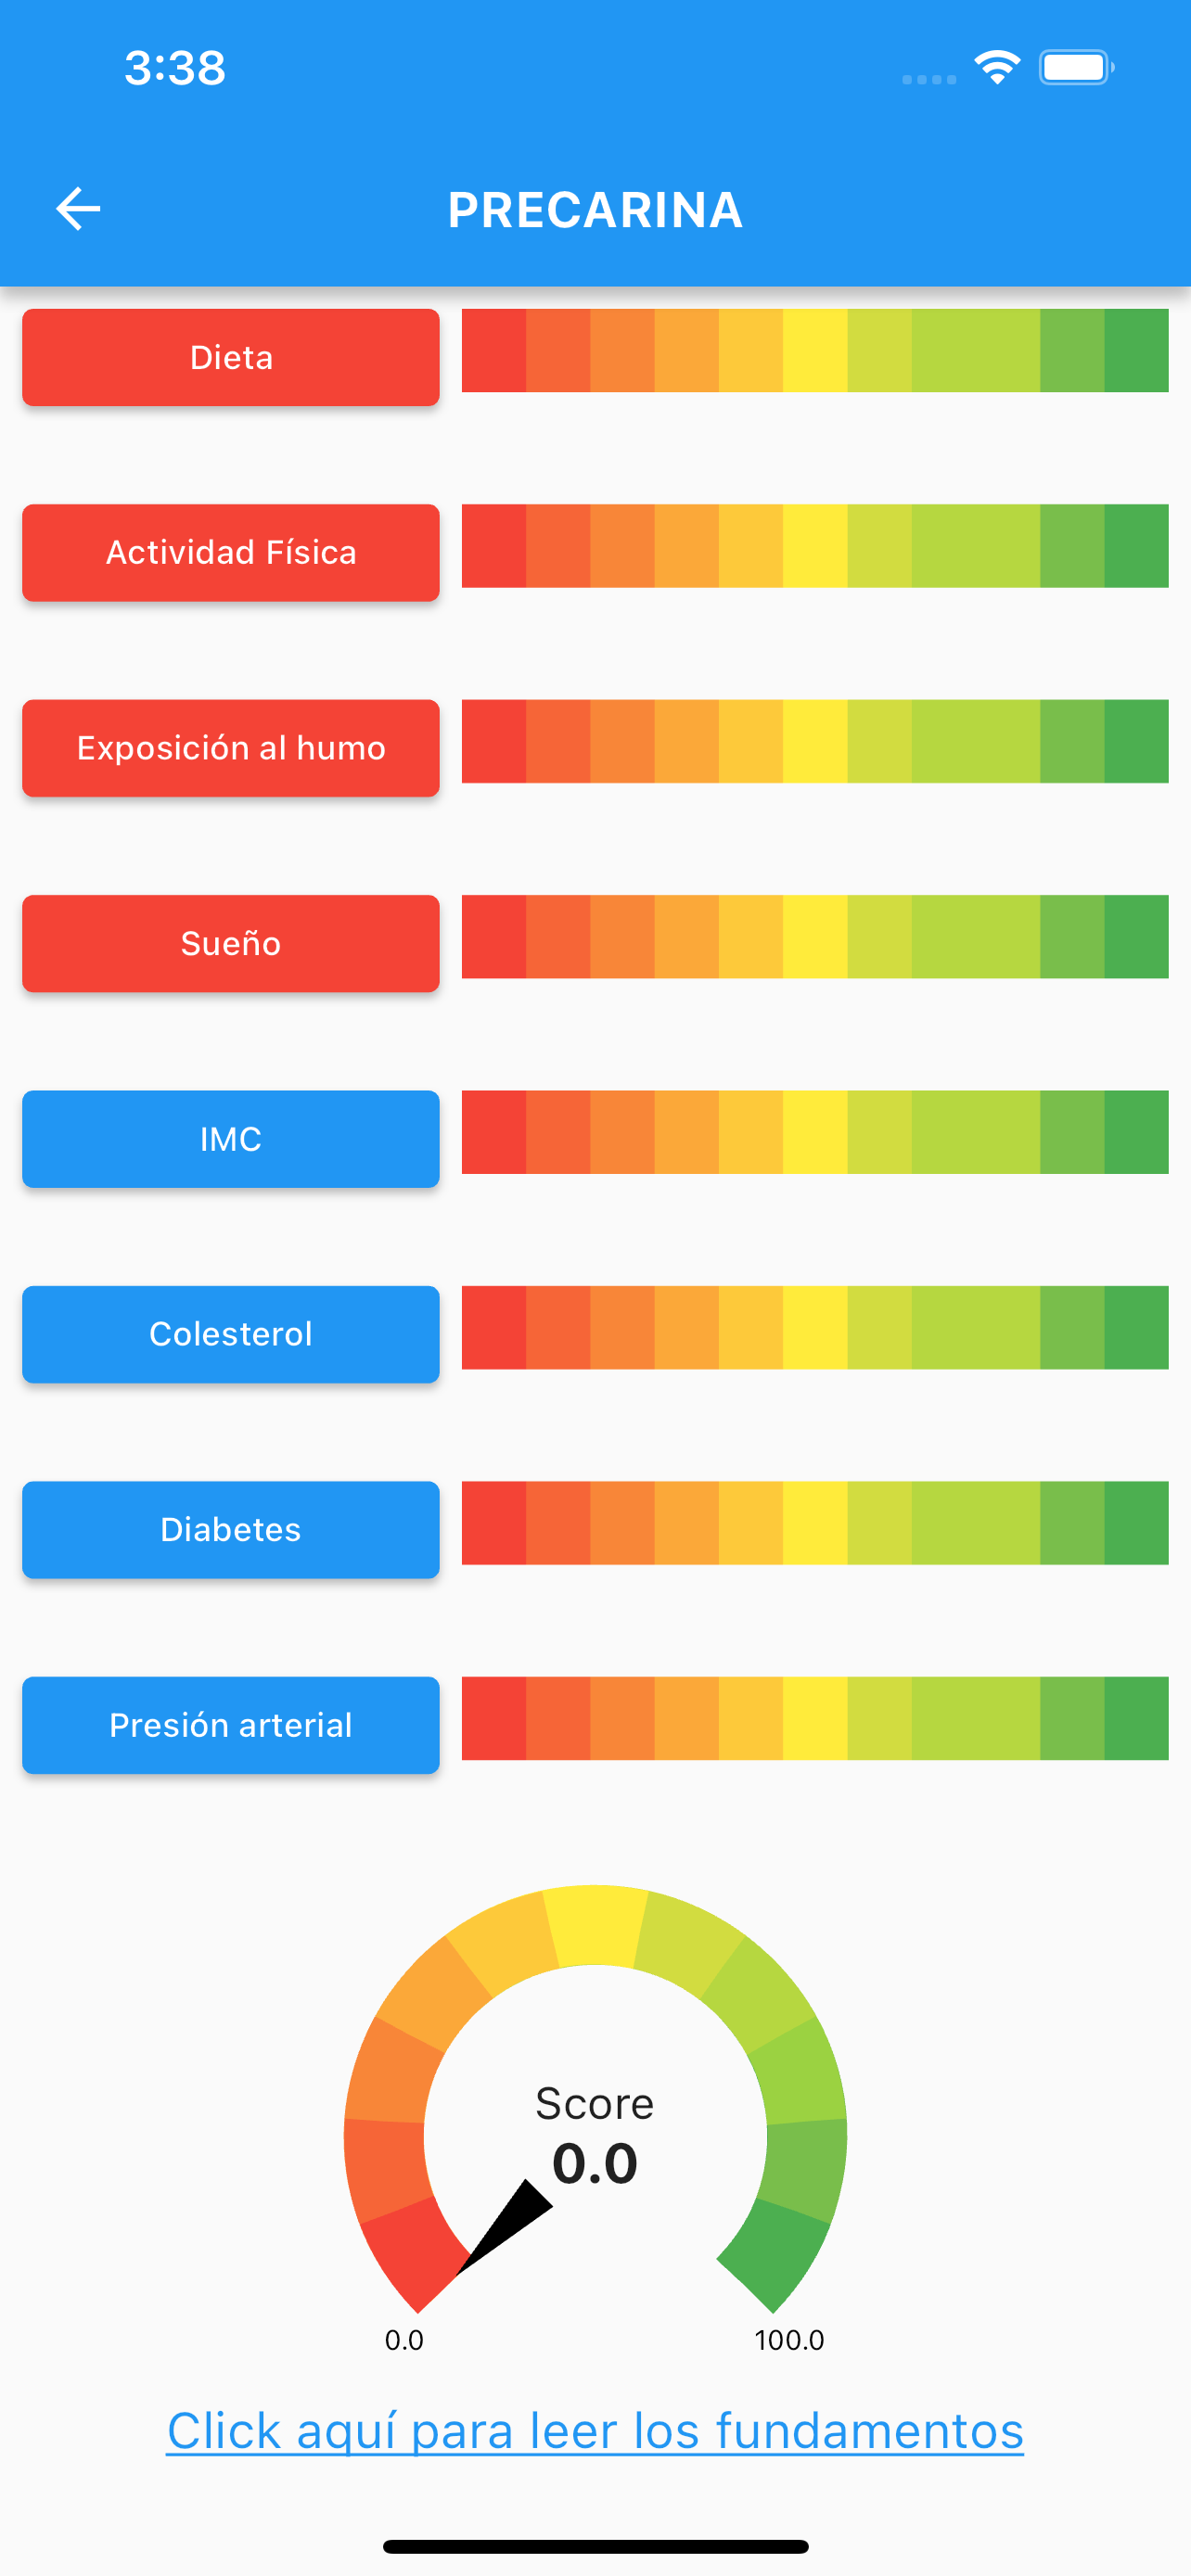 3:38
PRECARINA
Dieta
Actividad Física
Exposición al humo
Sueño
IMC
Colesterol
Diabetes
Presión arterial
Score
0.0
0.0 100.0
Click aquí para leer los fundamentos